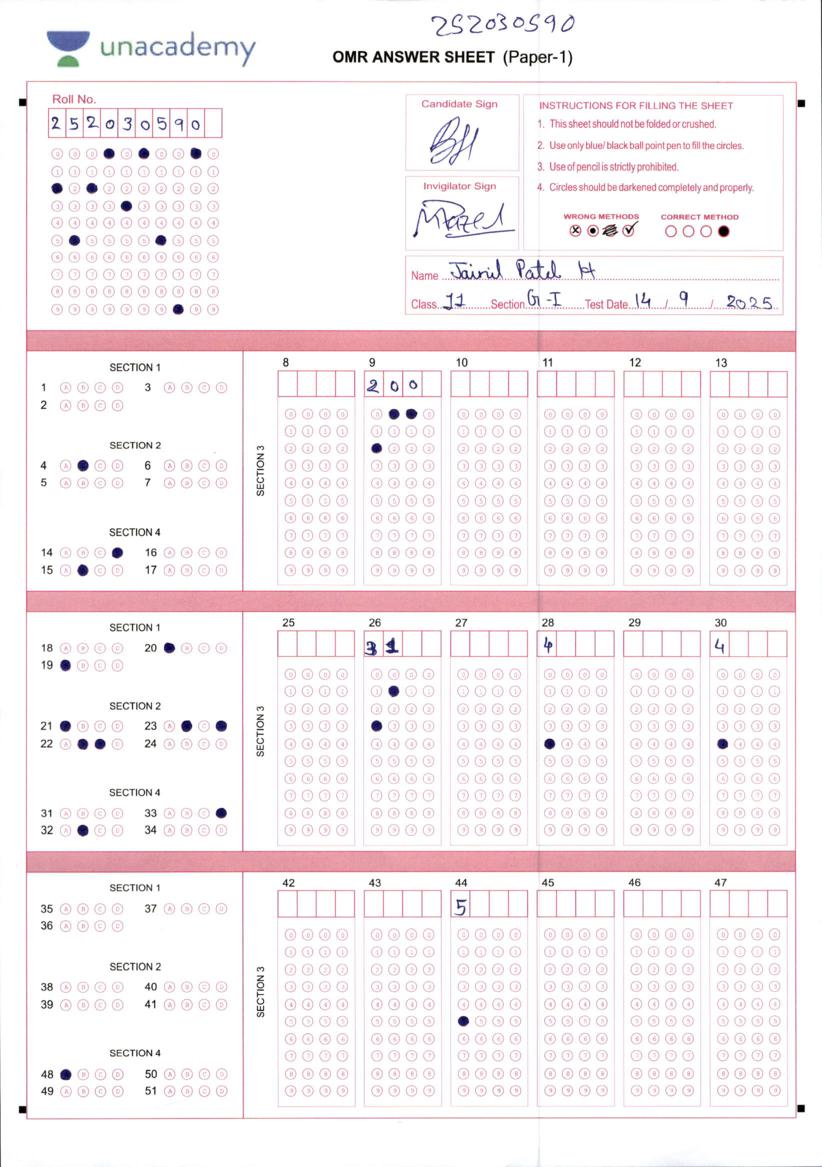 252030590
unacademy
OMR ANSWER SHEET (Paper-1)
Roll No.
2 5 2 0 3 0 5 9 0
Candidate Sign
Invigilator Sign
INSTRUCTIONS FOR FILLING THE SHEET
1. This sheet should not be folded or crushed.
2. Use only blue/ black ball point pen to fill the circles.
3. Use of pencil is strictly prohibited.
4. Circles should be darkened completely and properly.
WRONG METHODS CORRECT METHOD
Name Jainil Patel H
Class 11 Section G-I Test Date 14 / 9 / 2025
SECTION 1
1 A B C D 3 A B C D
2 A B C D
SECTION 2
4 A C D 6 A B C D
5 A B C D 7 A B C D
SECTION 4
14 A B C 16 A B C D
15 A C D 17 A B C D
SECTION 3
8 9 10 11 12 13
2 0 0
SECTION 1
18 A B C D 20 B C D
19 B C D
SECTION 2
21 B C D 23 A C
22 A D 24 A B C D
SECTION 4
31 A B C D 33 A B C
32 A C D 34 A B C D
SECTION 3
25 26 27 28 29 30
3 1 4 4
SECTION 1
35 A B C D 37 A B C D
36 A B C D
SECTION 2
38 A B C D 40 A B C D
39 A B C D 41 A B C D
SECTION 4
48 B C D 50 A B C D
49 A B C D 51 A B C D
SECTION 3
42 43 44 45 46 47
5